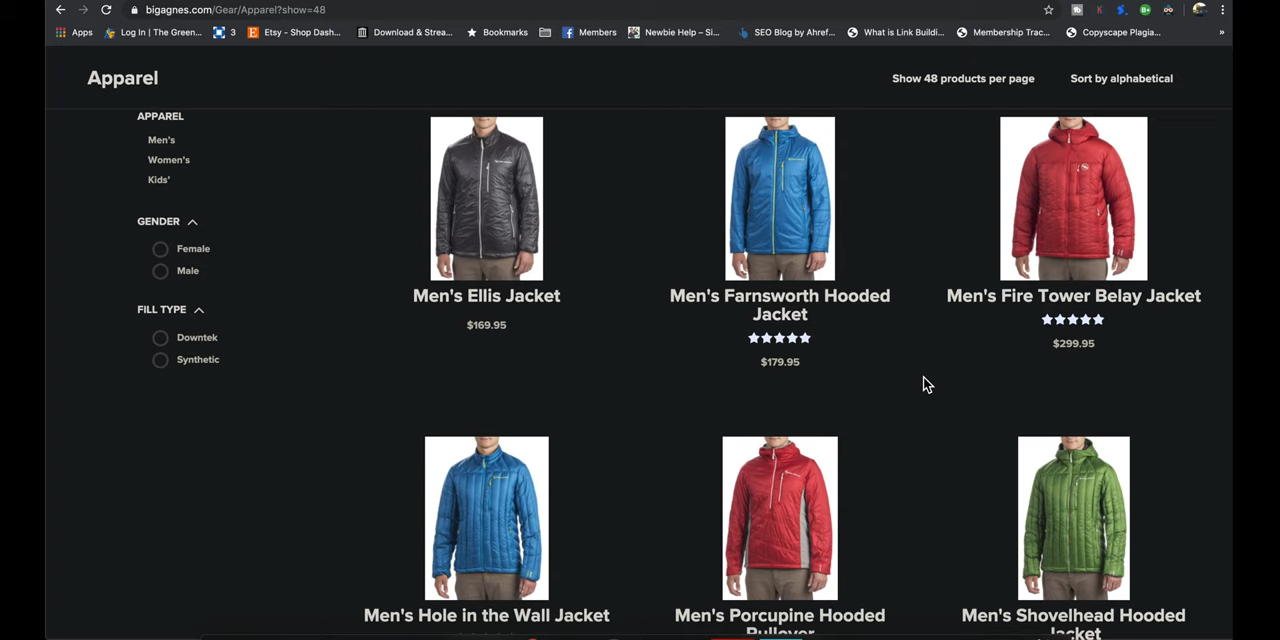 bigagnes.com/Gear/Apparel?show=48
Apps
Log In | The Green...
3
Etsy - Shop Dash...
Download & Strea...
Bookmarks
Members
Newbie Help – Si...
SEO Blog by Ahref...
What is Link Buildi...
Membership Trac...
Copyscape Plagia...
»
Apparel
Show 48 products per page
Sort by alphabetical
APPAREL
Men's
Women's
Kids'
GENDER
Female
Male
FILL TYPE
Downtek
Synthetic
Men's Ellis Jacket
$169.95
Men's Farnsworth Hooded
Jacket
$179.95
Men's Fire Tower Belay Jacket
$299.95
Men's Hole in the Wall Jacket
Men's Porcupine Hooded
Pullover
Men's Shovelhead Hooded
Jacket